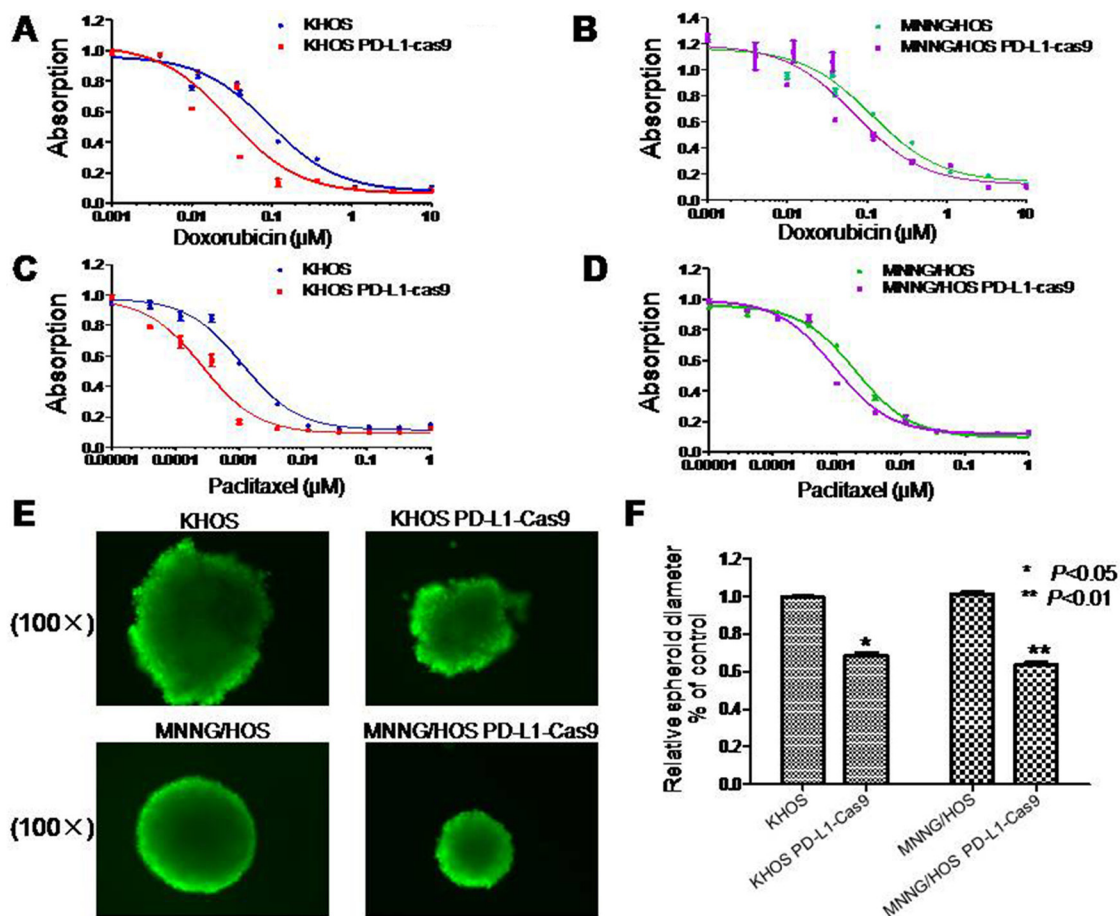 A
KHOS
KHOS PD-L1-cas9
Absorption
1.2
1.0
0.8
0.6
0.4
0.2
0.0
0.001 0.01 0.1 1 10
Doxorubicin (µM)
B
MNNG/HOS
MNNG/HOS PD-L1-cas9
Absorption
1.4
1.2
1.0
0.8
0.6
0.4
0.2
0.0
0.001 0.01 0.1 1 10
Doxorubicin (µM)
C
KHOS
KHOS PD-L1-cas9
Absorption
1.2
1.0
0.8
0.6
0.4
0.2
0.0
0.00001 0.0001 0.001 0.01 0.1 1
Paclitaxel (µM)
D
MNNG/HOS
MNNG/HOS PD-L1-cas9
Absorption
1.2
1.0
0.8
0.6
0.4
0.2
0.0
0.00001 0.0001 0.001 0.01 0.1 1
Paclitaxel (µM)
E
KHOS
KHOS PD-L1-Cas9
(100×)
MNNG/HOS
MNNG/HOS PD-L1-Cas9
(100×)
F
Relative spheroid diameter
% of control
1.2
1.0
0.8
0.6
0.4
0.2
0.0
* P<0.05
** P<0.01
*
**
KHOS
KHOS PD-L1-Cas9
MNNG/HOS
MNNG/HOS PD-L1-Cas9